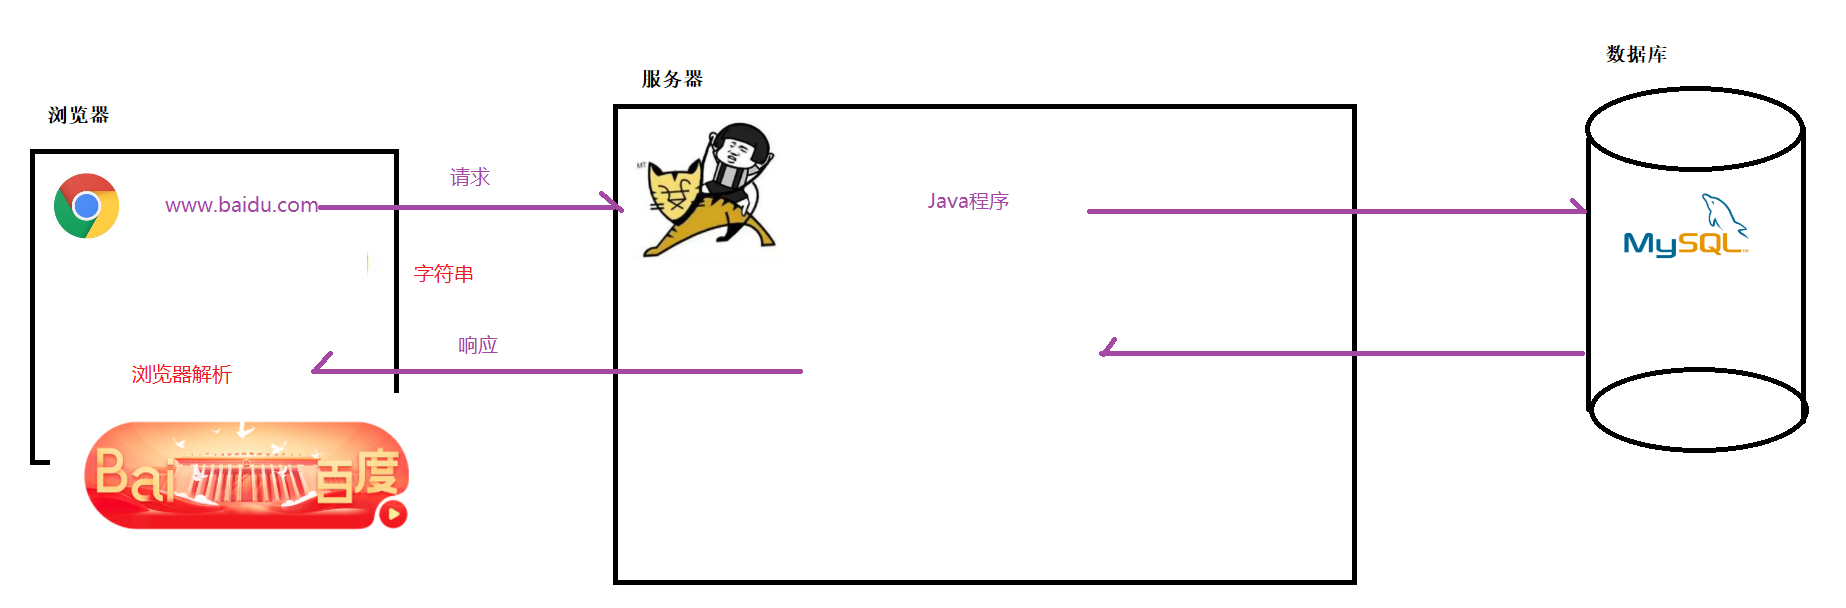 数据库
服务器
浏览器
请求
www.baidu.com
Java程序
MySQL
字符串
响应
浏览器解析
Bai 百度
MT